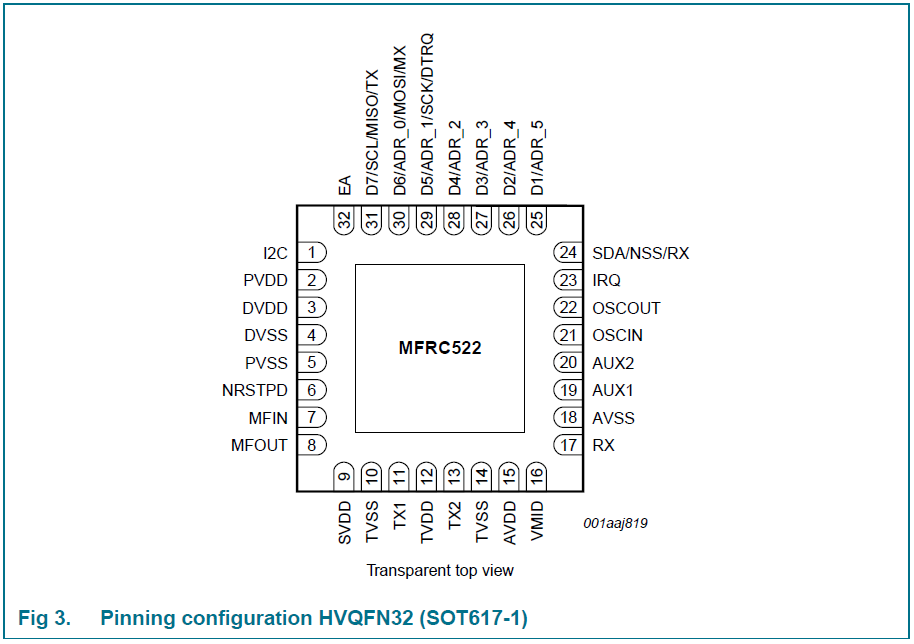 EA
D7/SCL/MISO/TX
D6/ADR_0/MOSI/MX
D5/ADR_1/SCK/DTRQ
D4/ADR_2
D3/ADR_3
D2/ADR_4
D1/ADR_5
32 31 30 29 28 27 26 25
I2C 1 24 SDA/NSS/RX
PVDD 2 23 IRQ
DVDD 3 22 OSCOUT
DVSS 4 21 OSCIN
MFRC522
PVSS 5 20 AUX2
NRSTPD 6 19 AUX1
MFIN 7 18 AVSS
MFOUT 8 17 RX
9 10 11 12 13 14 15 16
SVDD
TVSS
TX1
TVDD
TX2
TVSS
AVDD
VMID
001aaj819
Transparent top view
Fig 3. Pinning configuration HVQFN32 (SOT617-1)